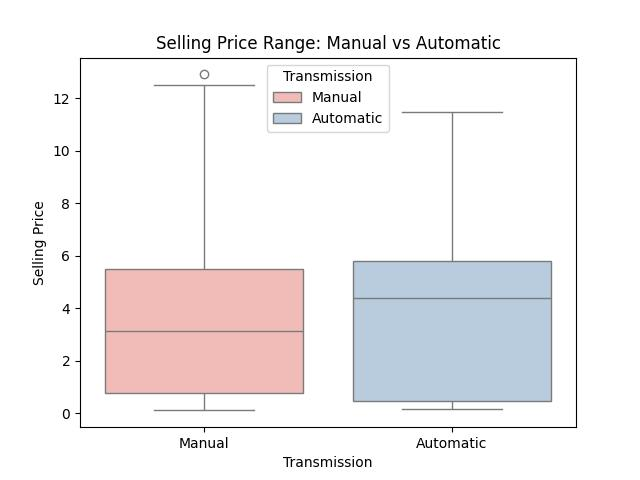 Selling Price Range: Manual vs Automatic
Transmission
Manual
Automatic
Selling Price
12
10
8
6
4
2
0
Manual
Automatic
Transmission